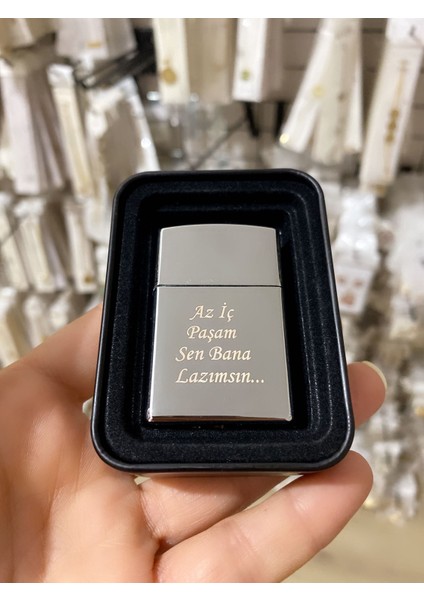 Az İç
Paşam
Sen Bana
Lazımsın...